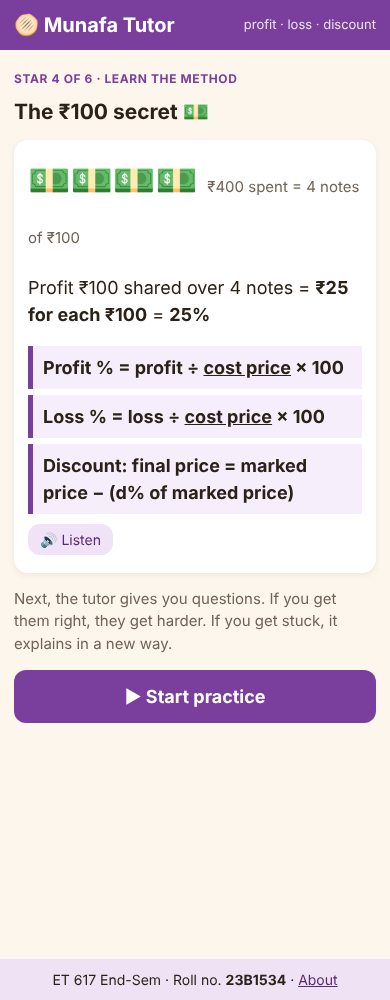 Munafa Tutor
profit · loss · discount
STAR 4 OF 6 · LEARN THE METHOD
The ₹100 secret
₹400 spent = 4 notes
of ₹100
Profit ₹100 shared over 4 notes = ₹25
for each ₹100 = 25%
Profit % = profit ÷ cost price × 100
Loss % = loss ÷ cost price × 100
Discount: final price = marked
price − (d% of marked price)
Listen
Next, the tutor gives you questions. If you get
them right, they get harder. If you get stuck, it
explains in a new way.
▶ Start practice
ET 617 End-Sem · Roll no. 23B1534 · About